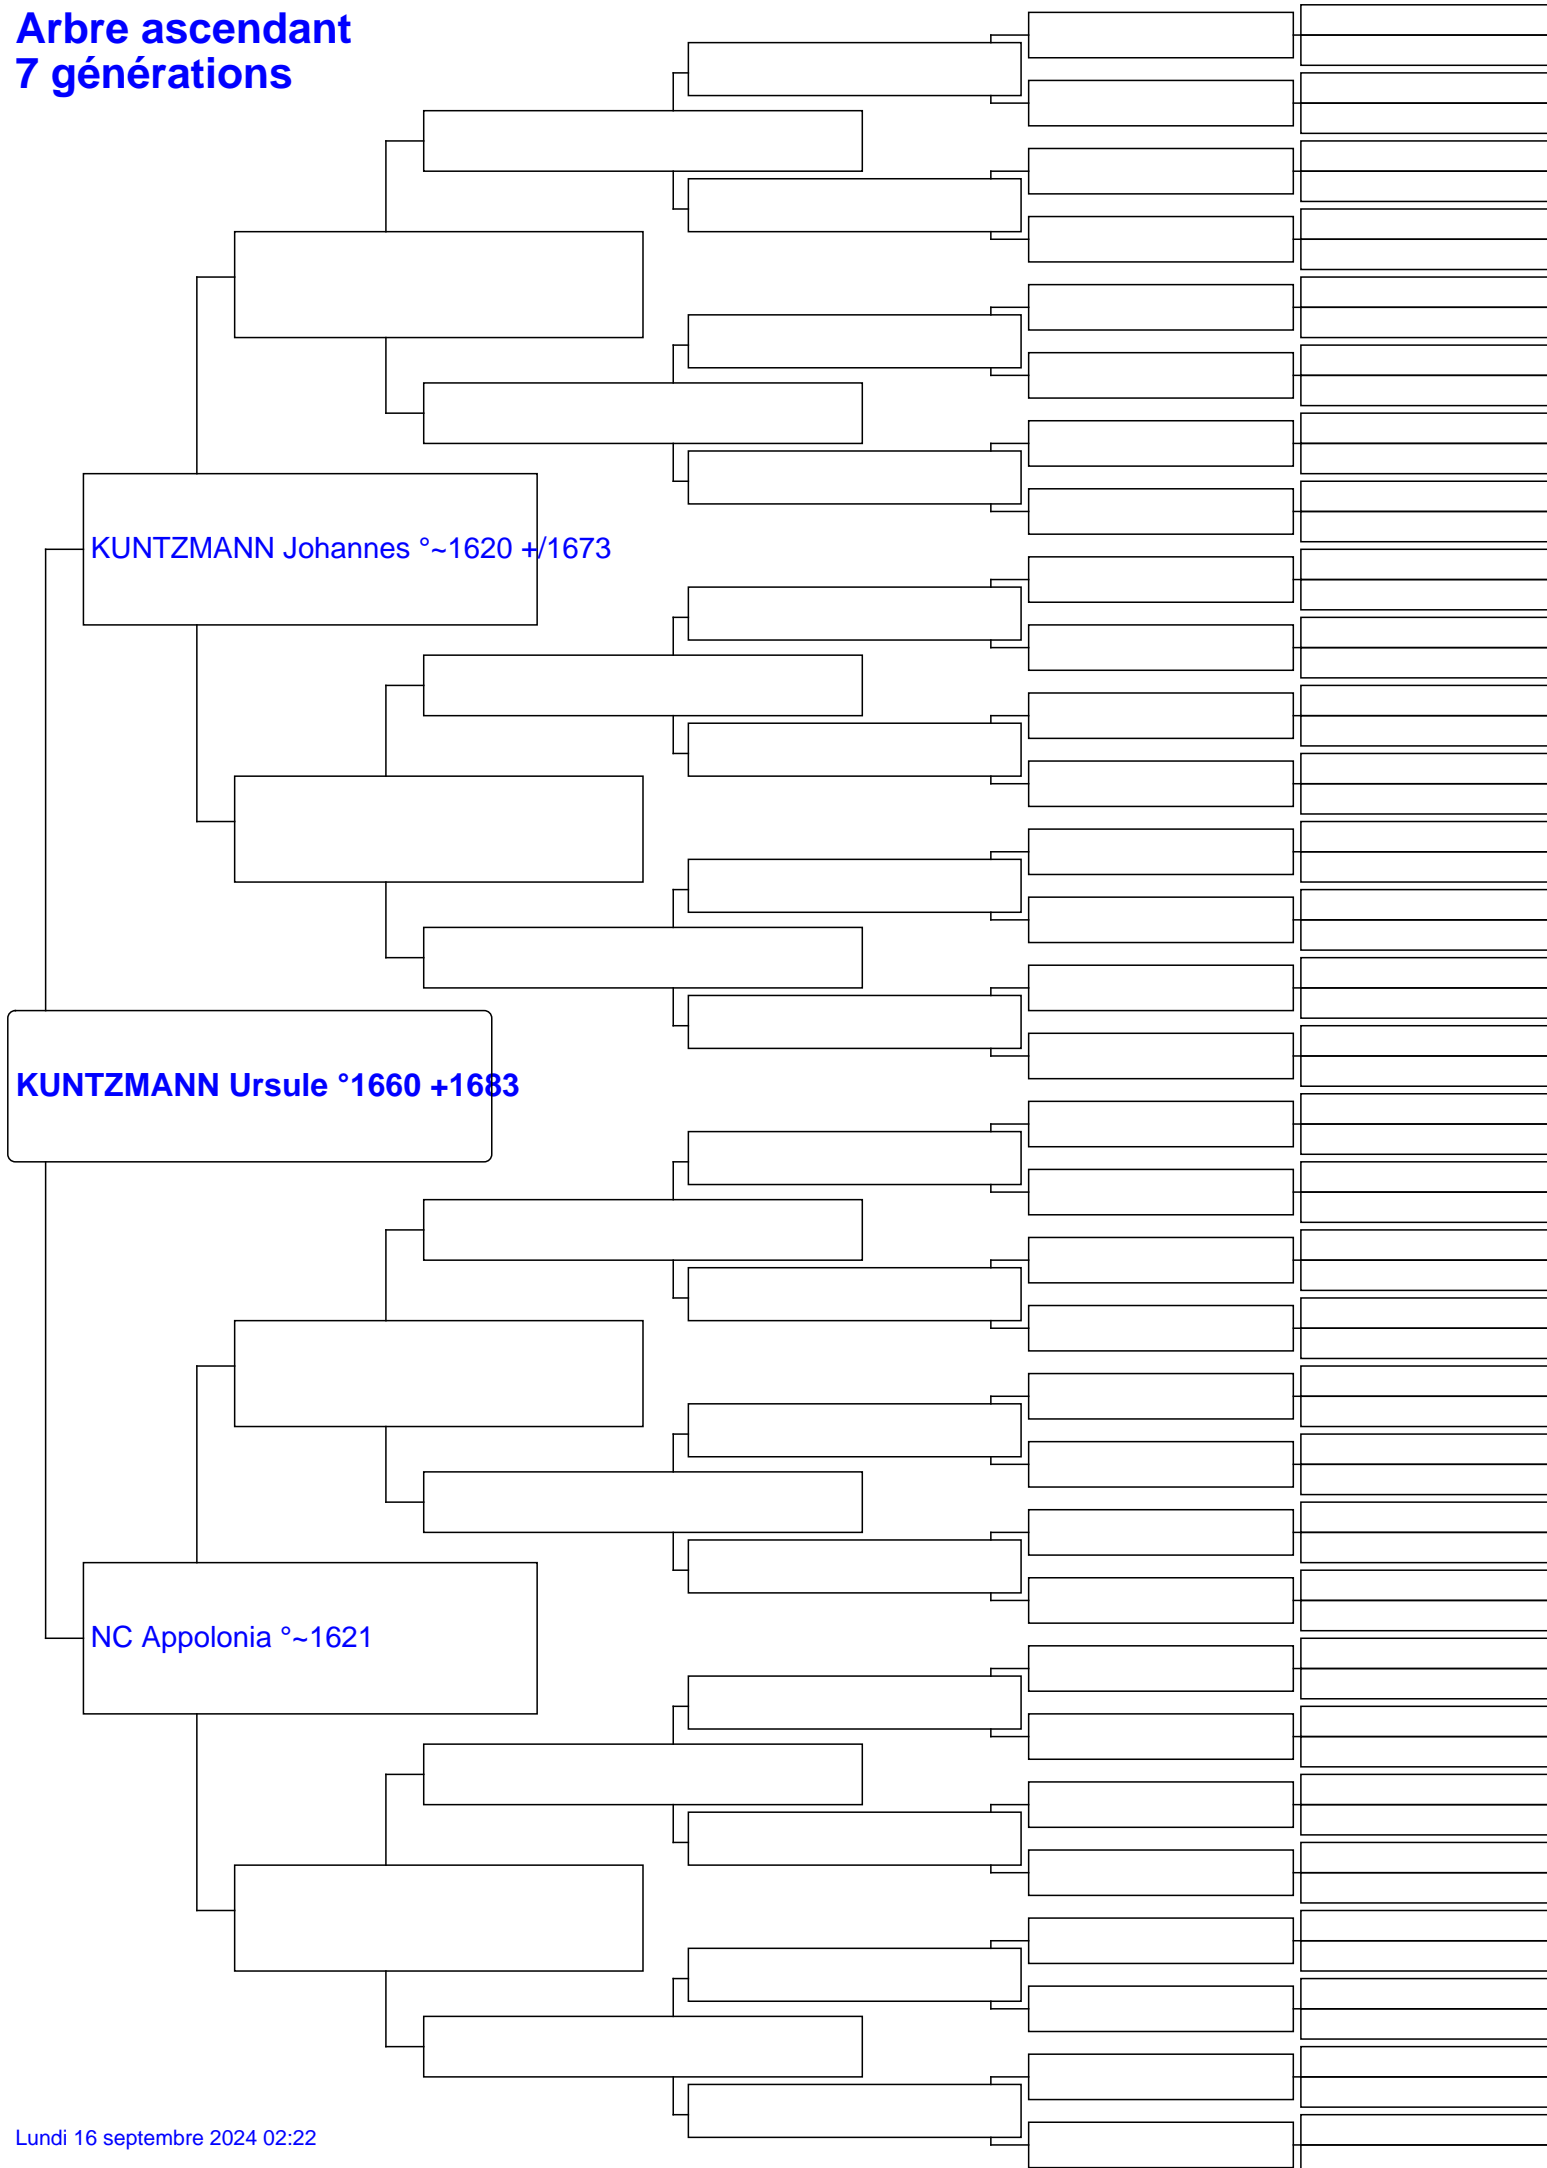 Arbre ascendant
7 générations
KUNTZMANN Johannes °~1620 +/1673
KUNTZMANN Ursule °1660 +1683
NC Appolonia °~1621
Lundi 16 septembre 2024 02:22